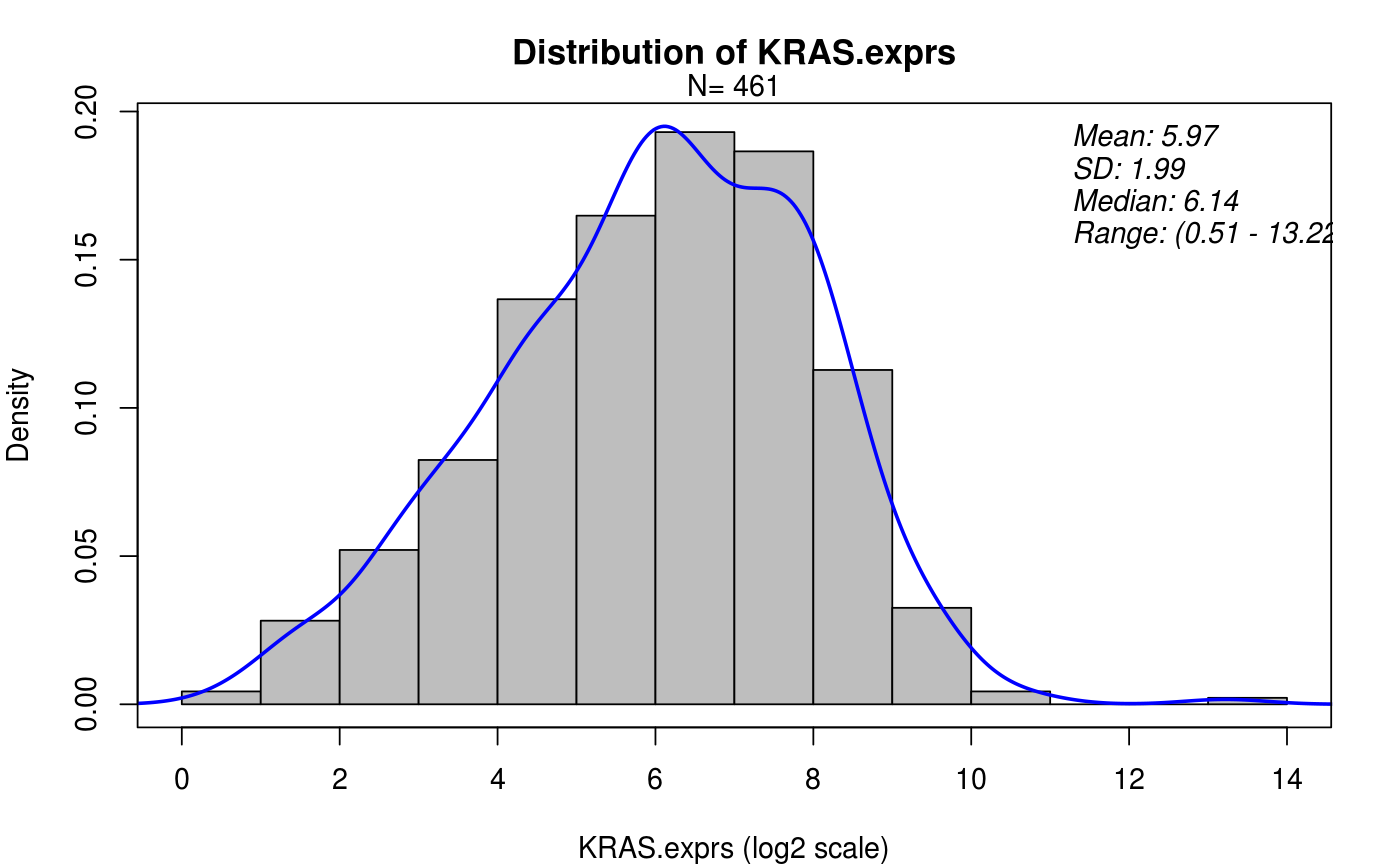 Distribution of KRAS.exprs
N= 461
Mean: 5.97
SD: 1.99
Median: 6.14
Range: (0.51 - 13.22
Density
0.20
0.15
0.10
0.05
0.00
0 2 4 6 8 10 12 14
KRAS.exprs (log2 scale)